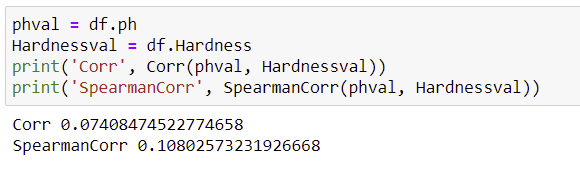 phval = df.ph
Hardnessval = df.Hardness
print('Corr', Corr(phval, Hardnessval))
print('SpearmanCorr', SpearmanCorr(phval, Hardnessval))
Corr 0.07408474522774658
SpearmanCorr 0.10802573231926668